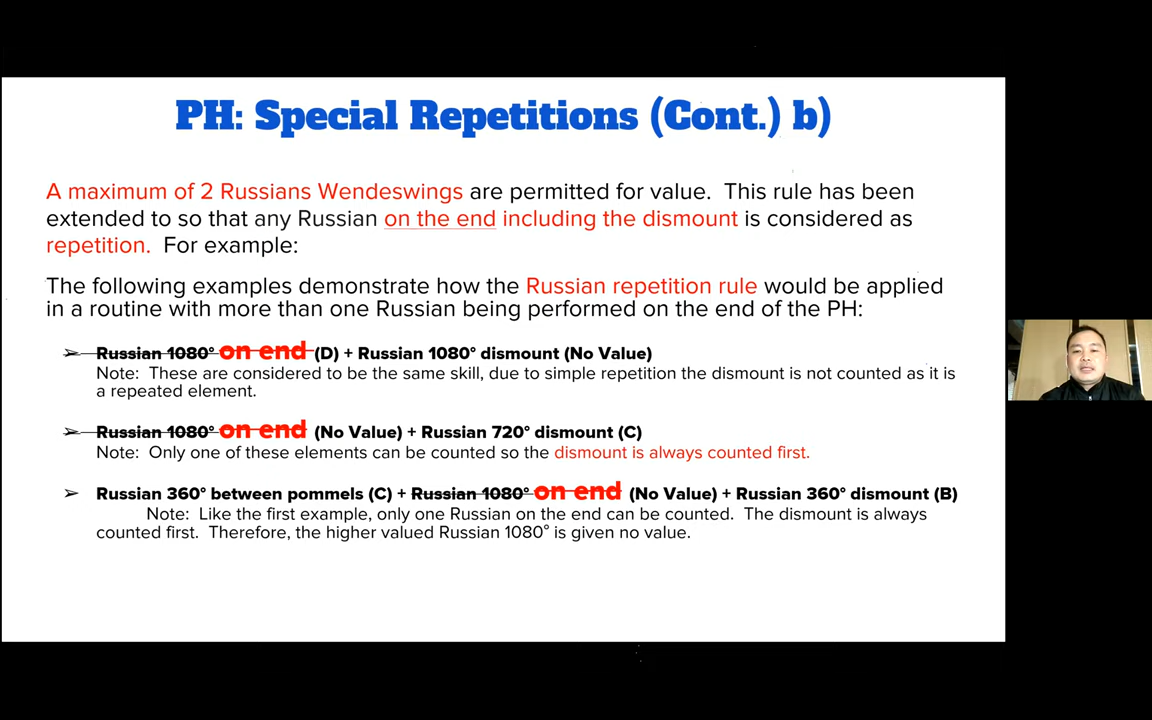 PH: Special Repetitions (Cont.) b)
A maximum of 2 Russians Wendeswings are permitted for value. This rule has been
extended to so that any Russian on the end including the dismount is considered as
repetition. For example:
The following examples demonstrate how the Russian repetition rule would be applied
in a routine with more than one Russian being performed on the end of the PH:
➢ Russian 1080° on end (D) + Russian 1080° dismount (No Value)
Note: These are considered to be the same skill, due to simple repetition the dismount is not counted as it is
a repeated element.
➢ Russian 1080° on end (No Value) + Russian 720° dismount (C)
Note: Only one of these elements can be counted so the dismount is always counted first.
➢ Russian 360° between pommels (C) + Russian 1080° on end (No Value) + Russian 360° dismount (B)
Note: Like the first example, only one Russian on the end can be counted. The dismount is always
counted first. Therefore, the higher valued Russian 1080° is given no value.